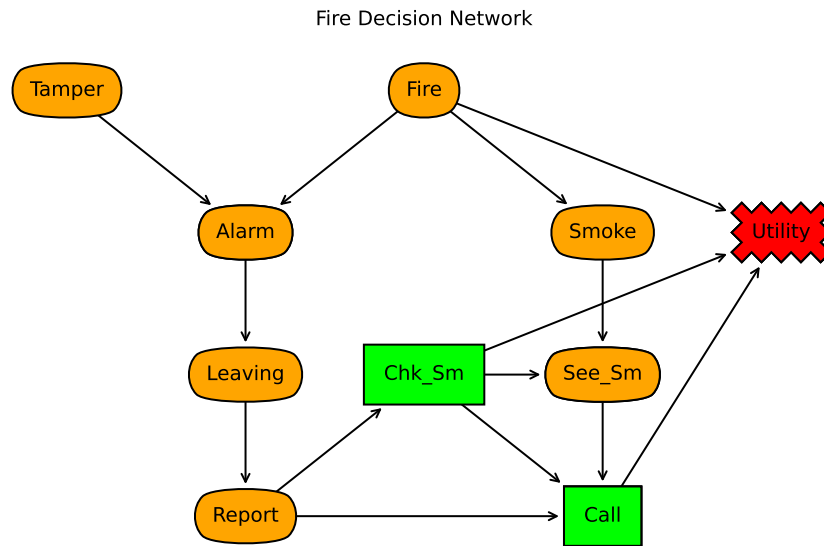 Fire Decision Network
Tamper
Fire
Alarm
Smoke
Utility
Leaving
Chk_Sm
See_Sm
Report
Call